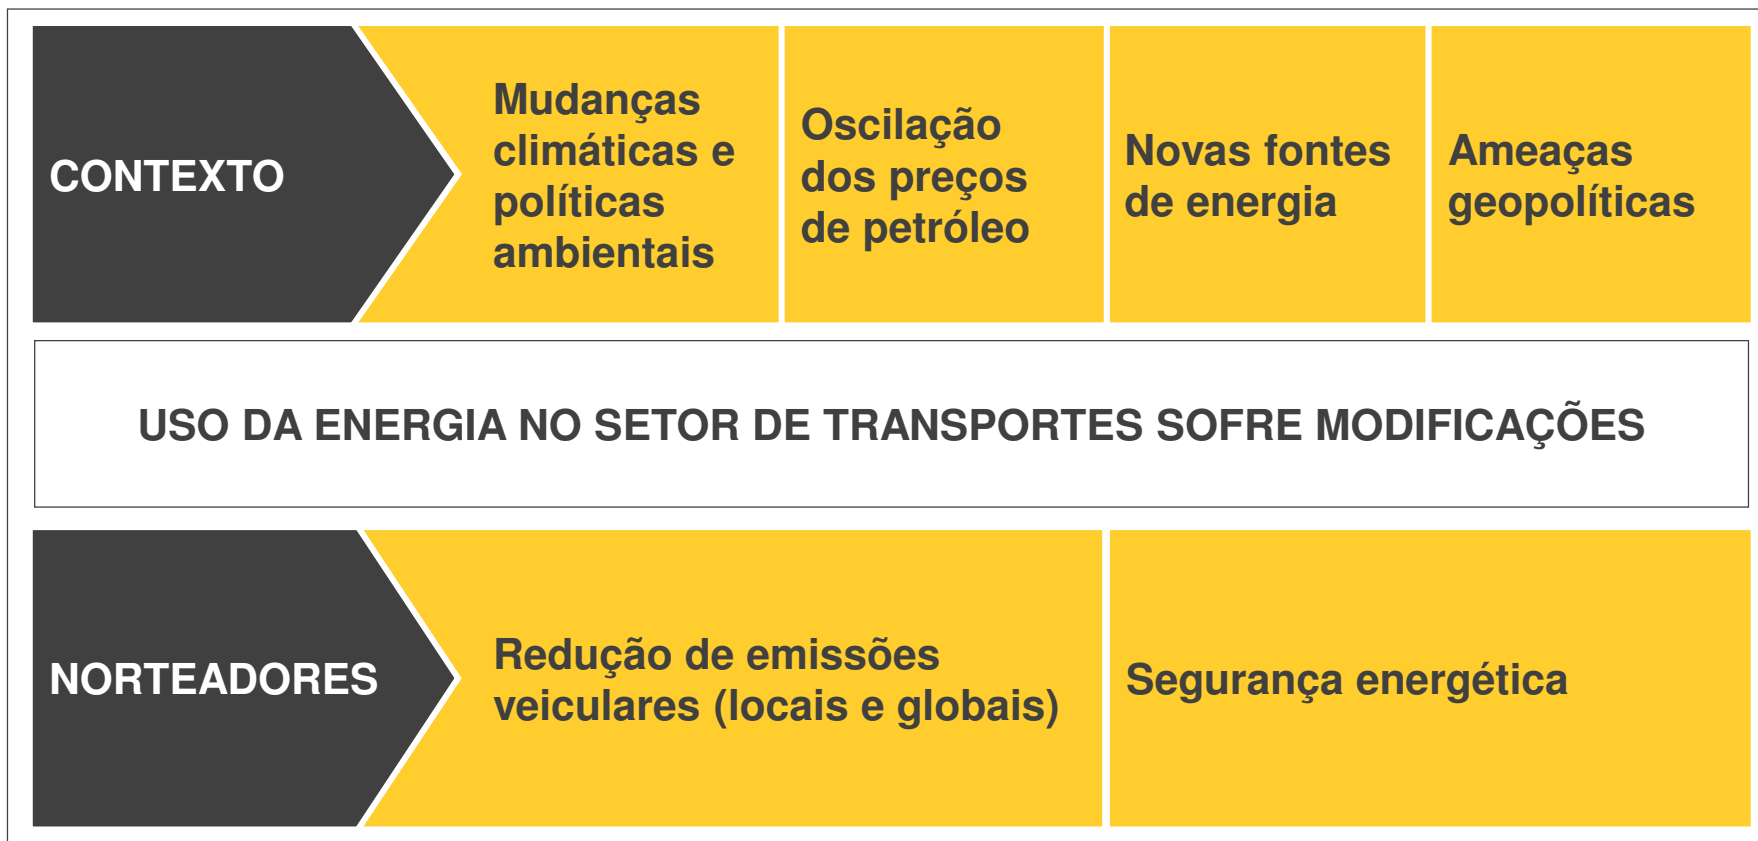 CONTEXTO
Mudanças
climáticas e
políticas
ambientais
Oscilação
dos preços
de petróleo
Novas fontes
de energia
Ameaças
geopolíticas
USO DA ENERGIA NO SETOR DE TRANSPORTES SOFRE MODIFICAÇÕES
NORTEADORES
Redução de emissões
veiculares (locais e globais)
Segurança energética